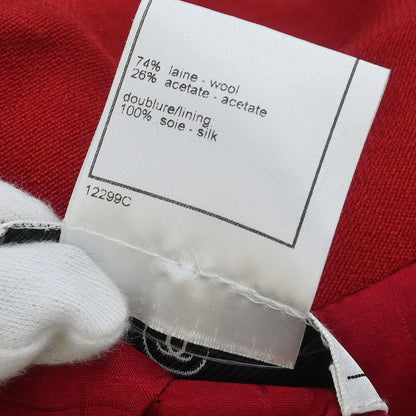 74% laine - wool
26% acetate - acetate
doublure/lining
100% soie - silk
12299C